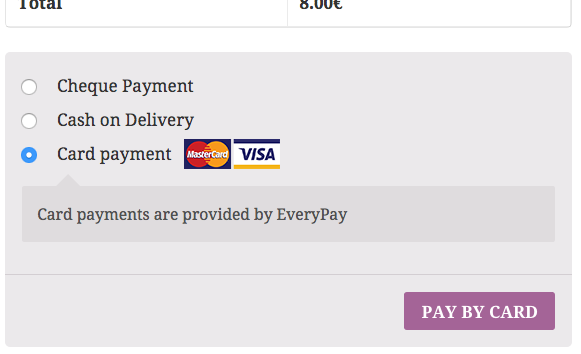 Total 8.00€
Cheque Payment
Cash on Delivery
Card payment MasterCard VISA
Card payments are provided by EveryPay
PAY BY CARD